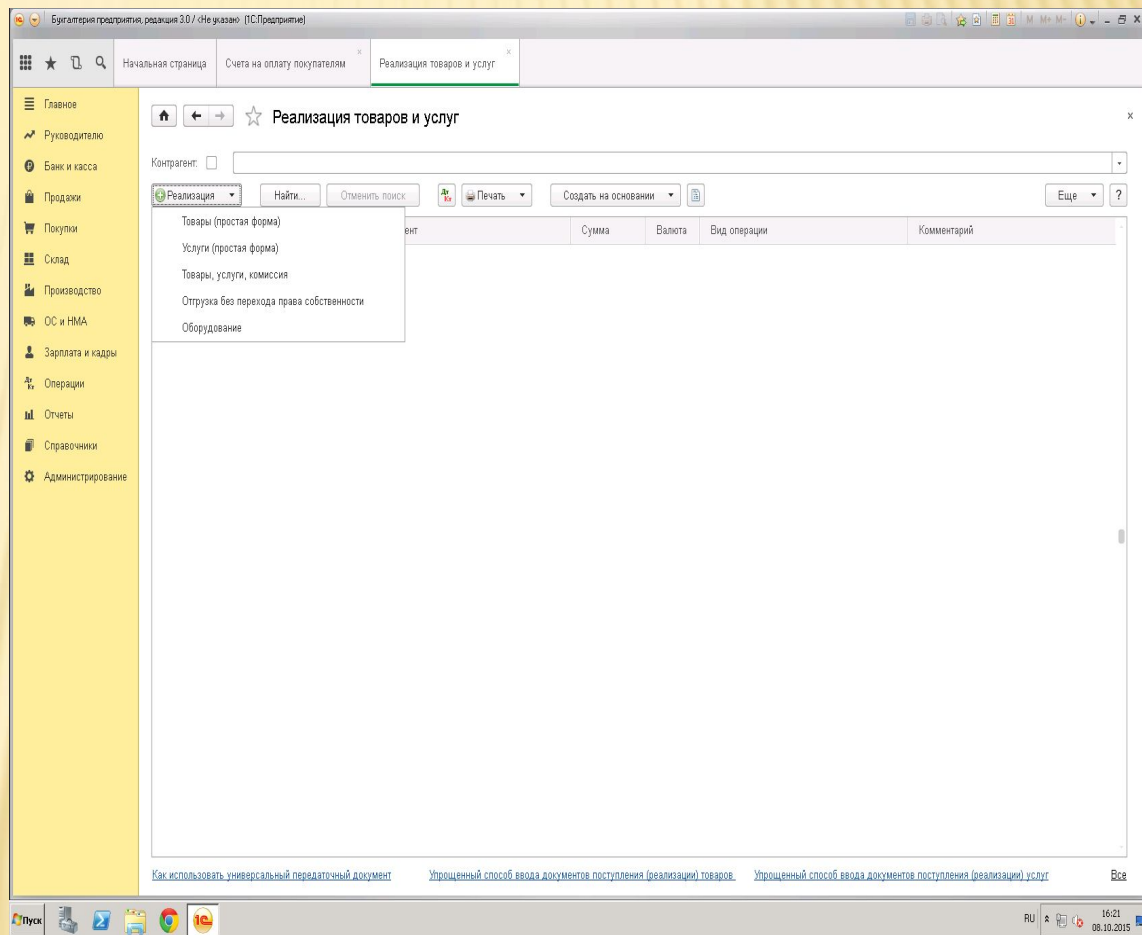 Бухгалтерия предприятия, редакция 3.0 / <Не указан> (1С:Предприятие)
M M+ M-
Начальная страница
Счета на оплату покупателям
Реализация товаров и услуг
Главное
Руководителю
Банк и касса
Продажи
Покупки
Склад
Производство
ОС и НМА
Зарплата и кадры
Операции
Отчеты
Справочники
Администрирование
Реализация товаров и услуг
Контрагент:
Реализация Найти... Отменить поиск Дт Кт Печать Создать на основании Еще ?
ент Сумма Валюта Вид операции Комментарий
Товары (простая форма)
Услуги (простая форма)
Товары, услуги, комиссия
Отгрузка без перехода права собственности
Оборудование
Как использовать универсальный передаточный документ Упрощенный способ ввода документов поступления (реализации) товаров Упрощенный способ ввода документов поступления (реализации) услуг Все
Пуск
RU
16:21
08.10.2015